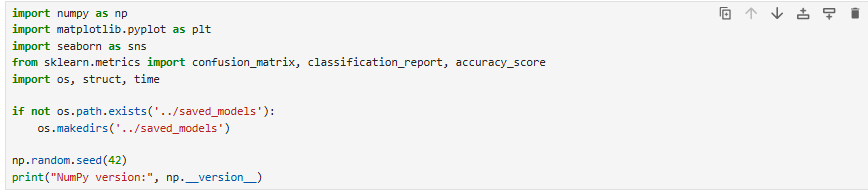 import numpy as np
import matplotlib.pyplot as plt
import seaborn as sns
from sklearn.metrics import confusion_matrix, classification_report, accuracy_score
import os, struct, time

if not os.path.exists('../saved_models'):
    os.makedirs('../saved_models')

np.random.seed(42)
print("NumPy version:", np.__version__)